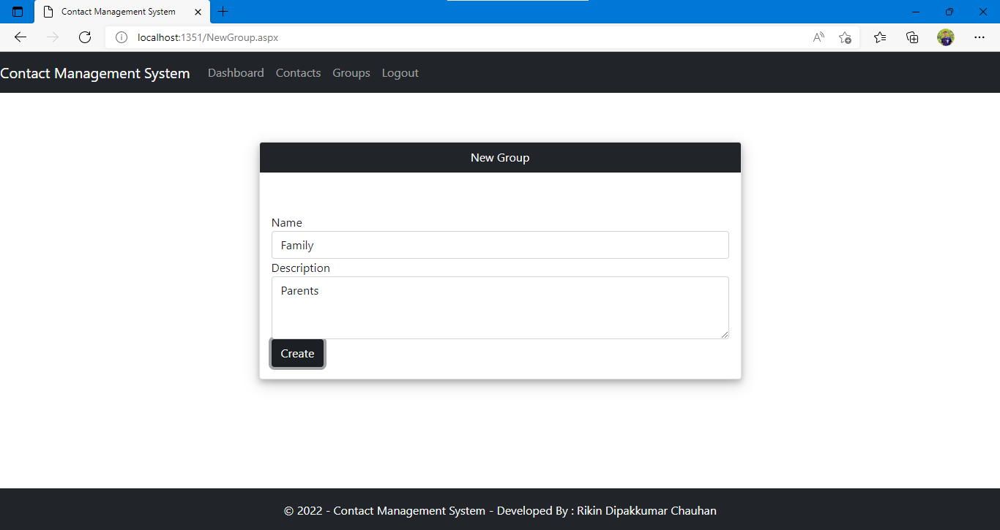 Contact Management System
localhost:1351/NewGroup.aspx
Contact Management System Dashboard Contacts Groups Logout
New Group
Name
Family
Description
Parents
Create
© 2022 - Contact Management System - Developed By : Rikin Dipakkumar Chauhan